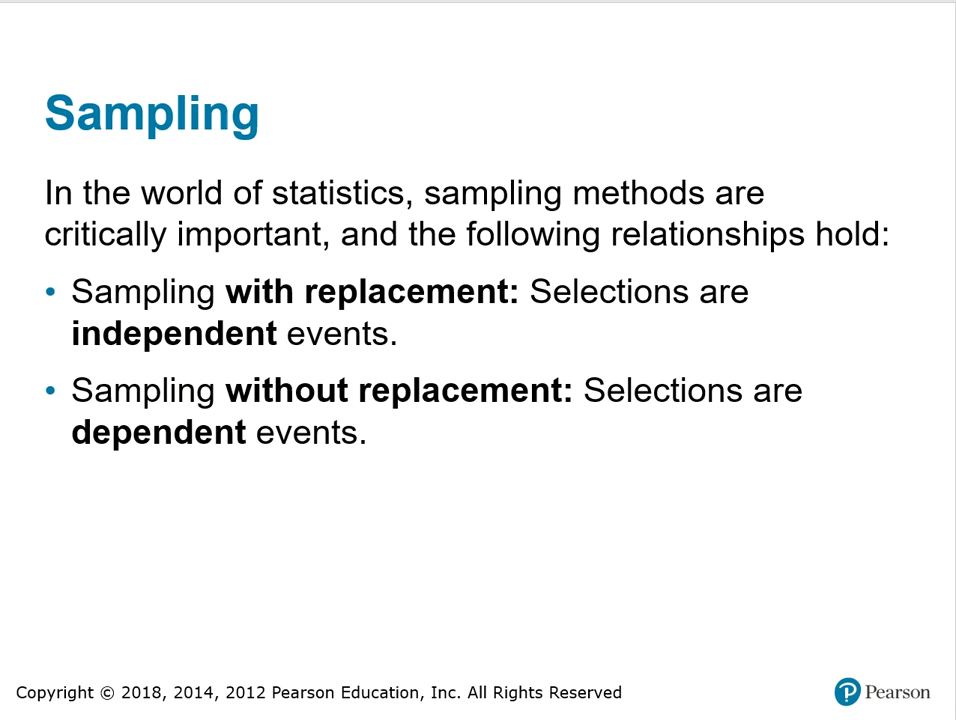 Sampling
In the world of statistics, sampling methods are
critically important, and the following relationships hold:
• Sampling with replacement: Selections are
independent events.
• Sampling without replacement: Selections are
dependent events.
Copyright © 2018, 2014, 2012 Pearson Education, Inc. All Rights Reserved
P Pearson